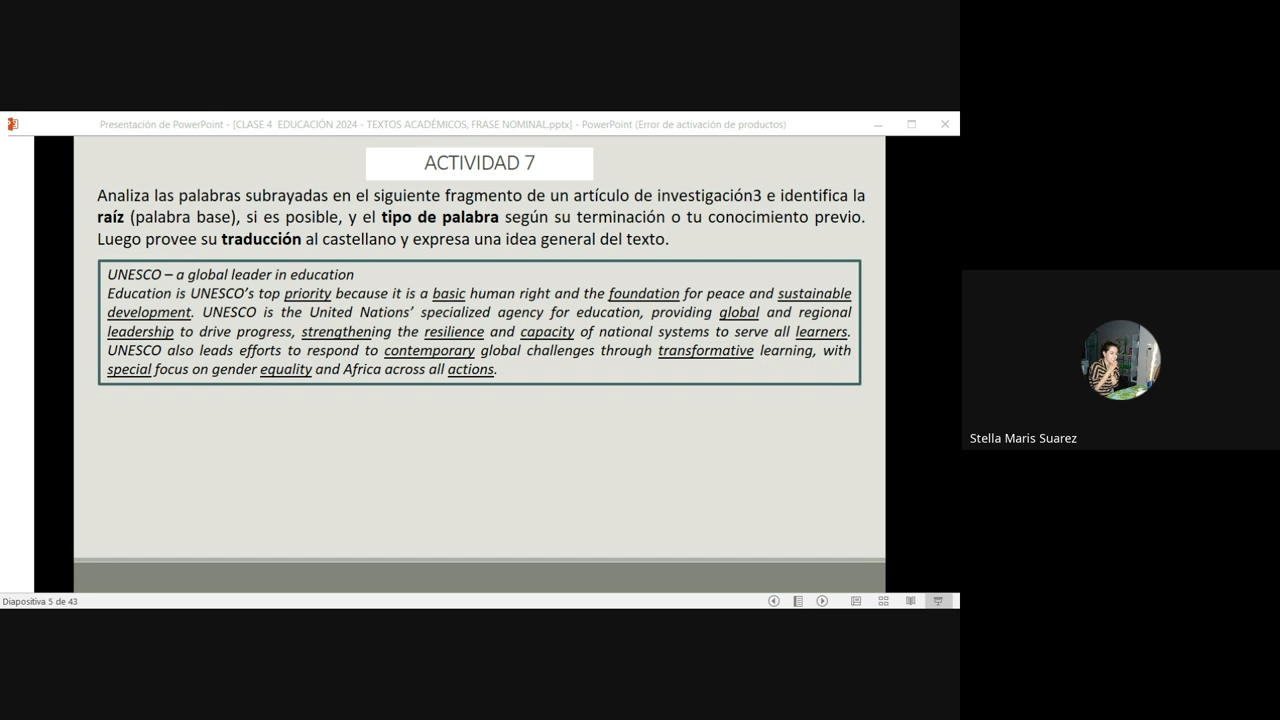 Presentación de PowerPoint - [CLASE 4 EDUCACIÓN 2024 - TEXTOS ACADÉMICOS, FRASE NOMINAL.pptx] - PowerPoint (Error de activación de productos)
ACTIVIDAD 7
Analiza las palabras subrayadas en el siguiente fragmento de un artículo de investigación3 e identifica la
raíz (palabra base), si es posible, y el tipo de palabra según su terminación o tu conocimiento previo.
Luego provee su traducción al castellano y expresa una idea general del texto.
UNESCO – a global leader in education
Education is UNESCO’s top priority because it is a basic human right and the foundation for peace and sustainable
development. UNESCO is the United Nations’ specialized agency for education, providing global and regional
leadership to drive progress, strengthening the resilience and capacity of national systems to serve all learners.
UNESCO also leads efforts to respond to contemporary global challenges through transformative learning, with
special focus on gender equality and Africa across all actions.
Stella Maris Suarez
Diapositiva 5 de 43